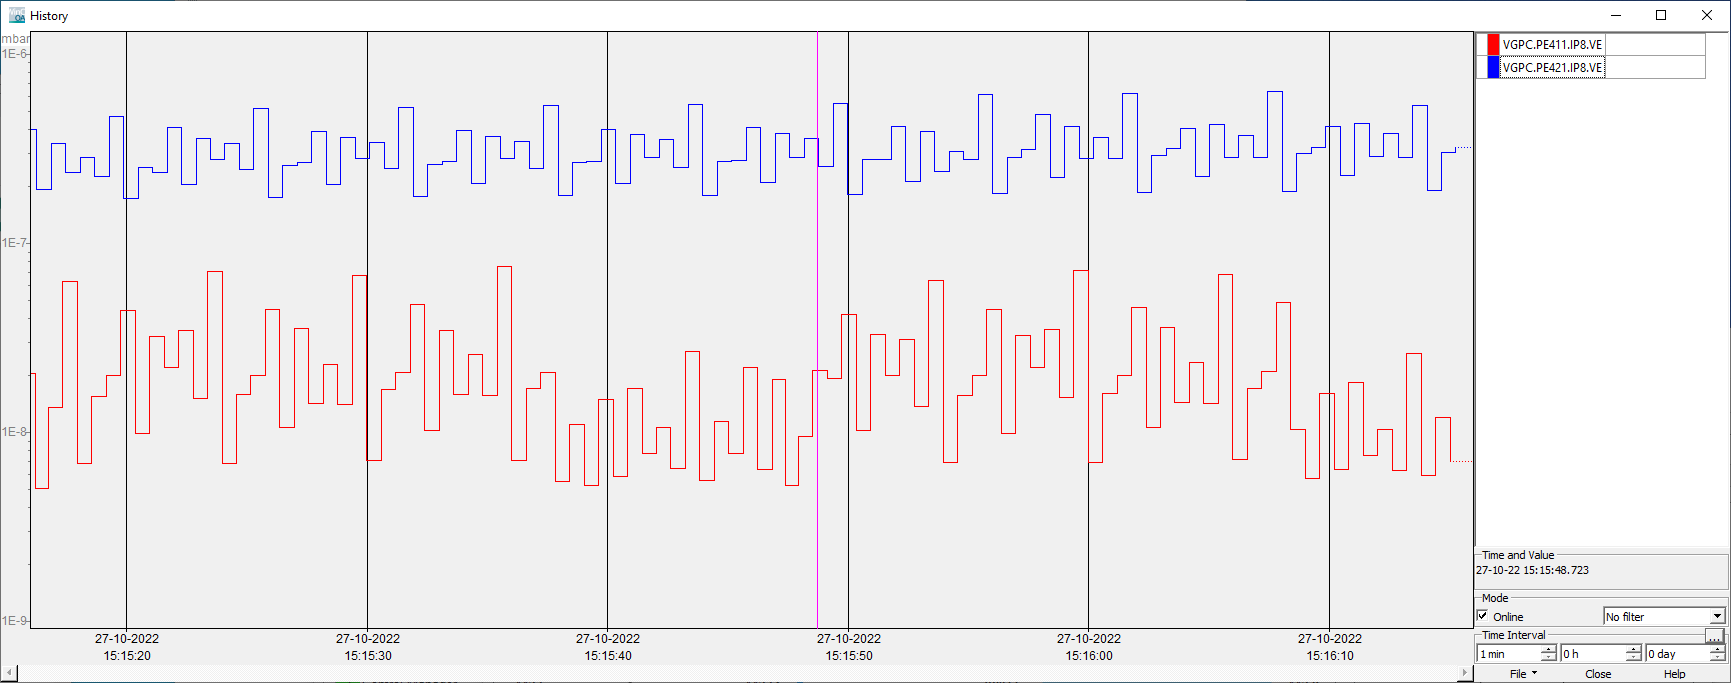 History
mbar
1E-6
1E-7
1E-8
1E-9
27-10-2022 27-10-2022 27-10-2022 27-10-2022 27-10-2022 27-10-2022
15:15:20 15:15:30 15:15:40 15:15:50 15:16:00 15:16:10
VGPC.PE411.IP8.VE
VGPC.PE421.IP8.VE
Time and Value
27-10-22 15:15:48.723
Mode
Online No filter
Time Interval ...
1 min 0 h 0 day
File Close Help